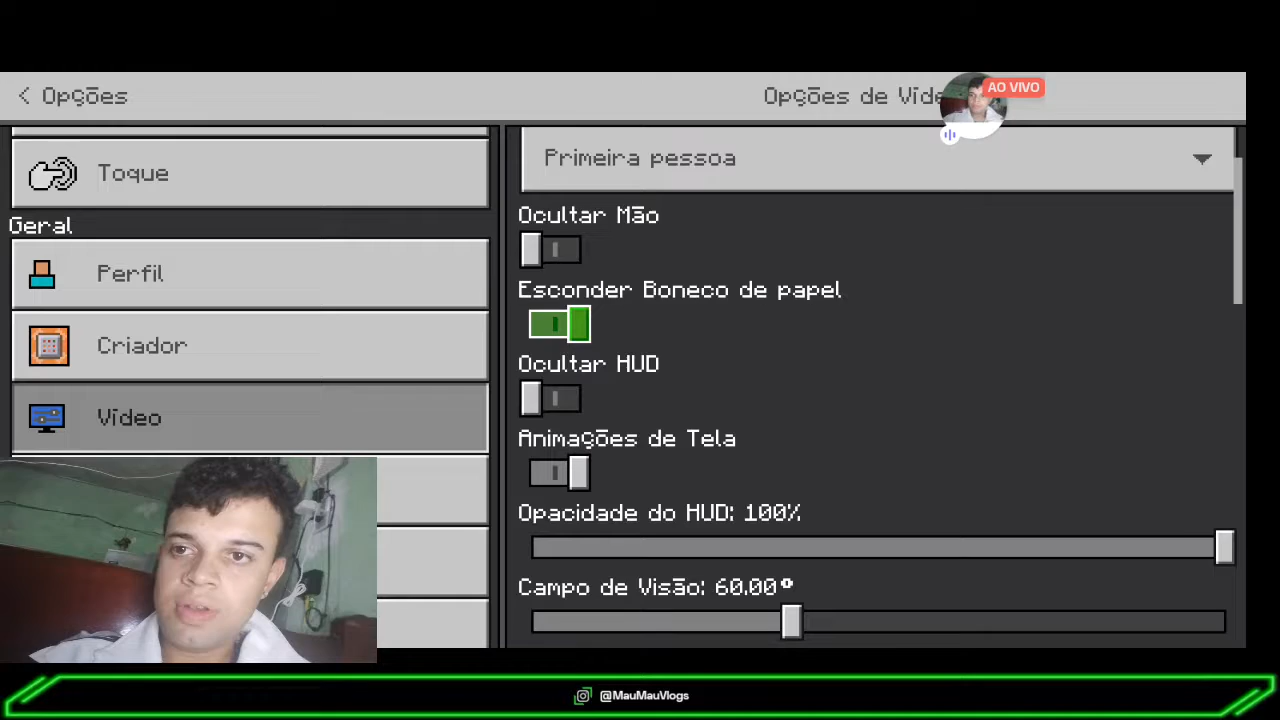 Opções
Opções de Víde
AO VIVO
Toque
Geral
Perfil
Criador
Vídeo
Primeira pessoa
Ocultar Mão
Esconder Boneco de papel
Ocultar HUD
Animações de Tela
Opacidade do HUD: 100%
Campo de Visão: 60.00°
@MauMauVlogs